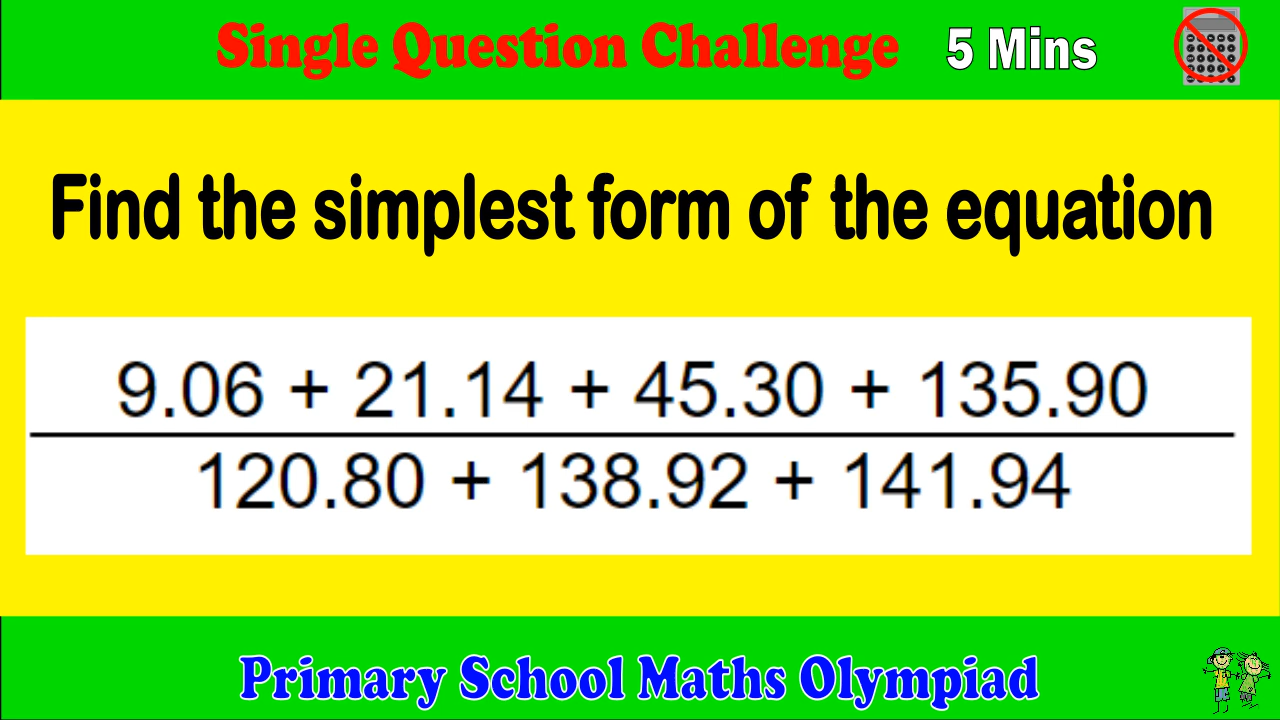 Single Question Challenge 5 Mins
Find the simplest form of the equation
9.06 + 21.14 + 45.30 + 135.90
120.80 + 138.92 + 141.94
Primary School Maths Olympiad